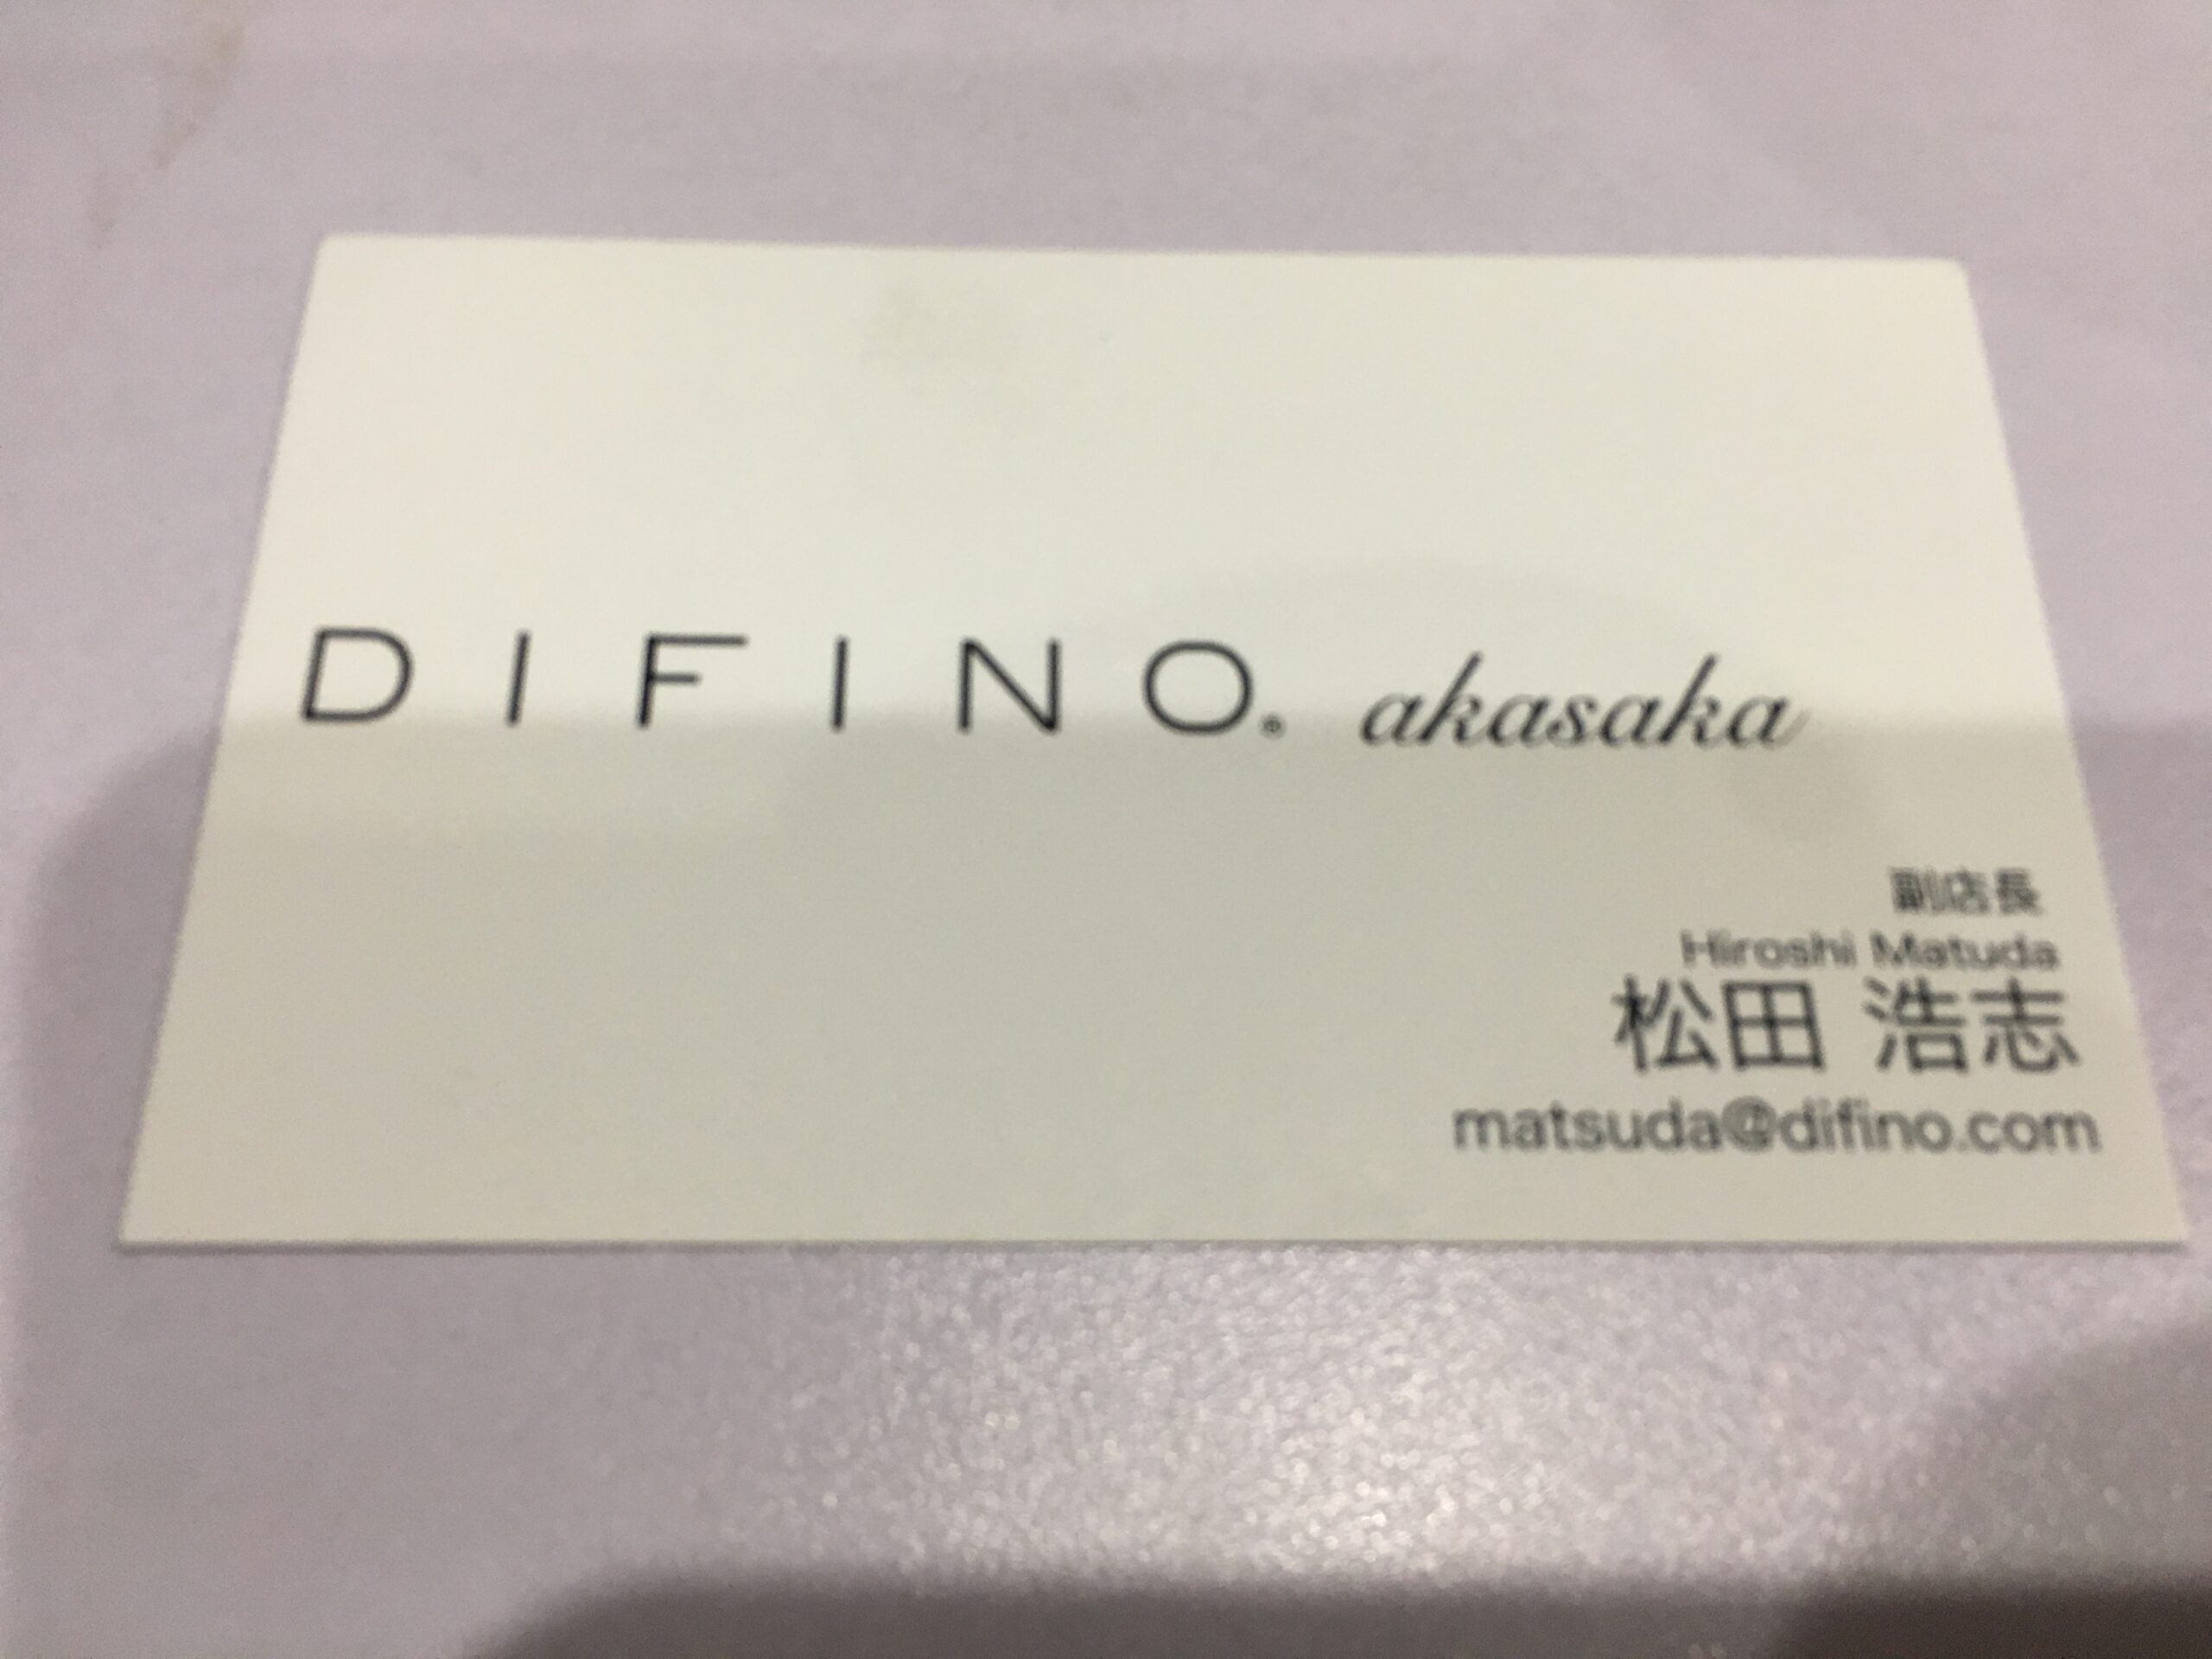 DIFINO. akasaka
副店長
Hiroshi Matuda
松田 浩志
matsuda@difino.com